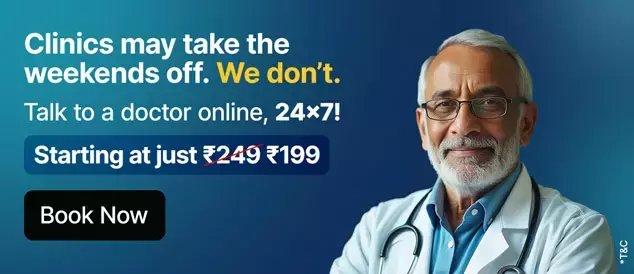 Clinics may take the
weekends off. We don't.
Talk to a doctor online, 24×7!
Starting at just ₹249 ₹199
Book Now
*T&C